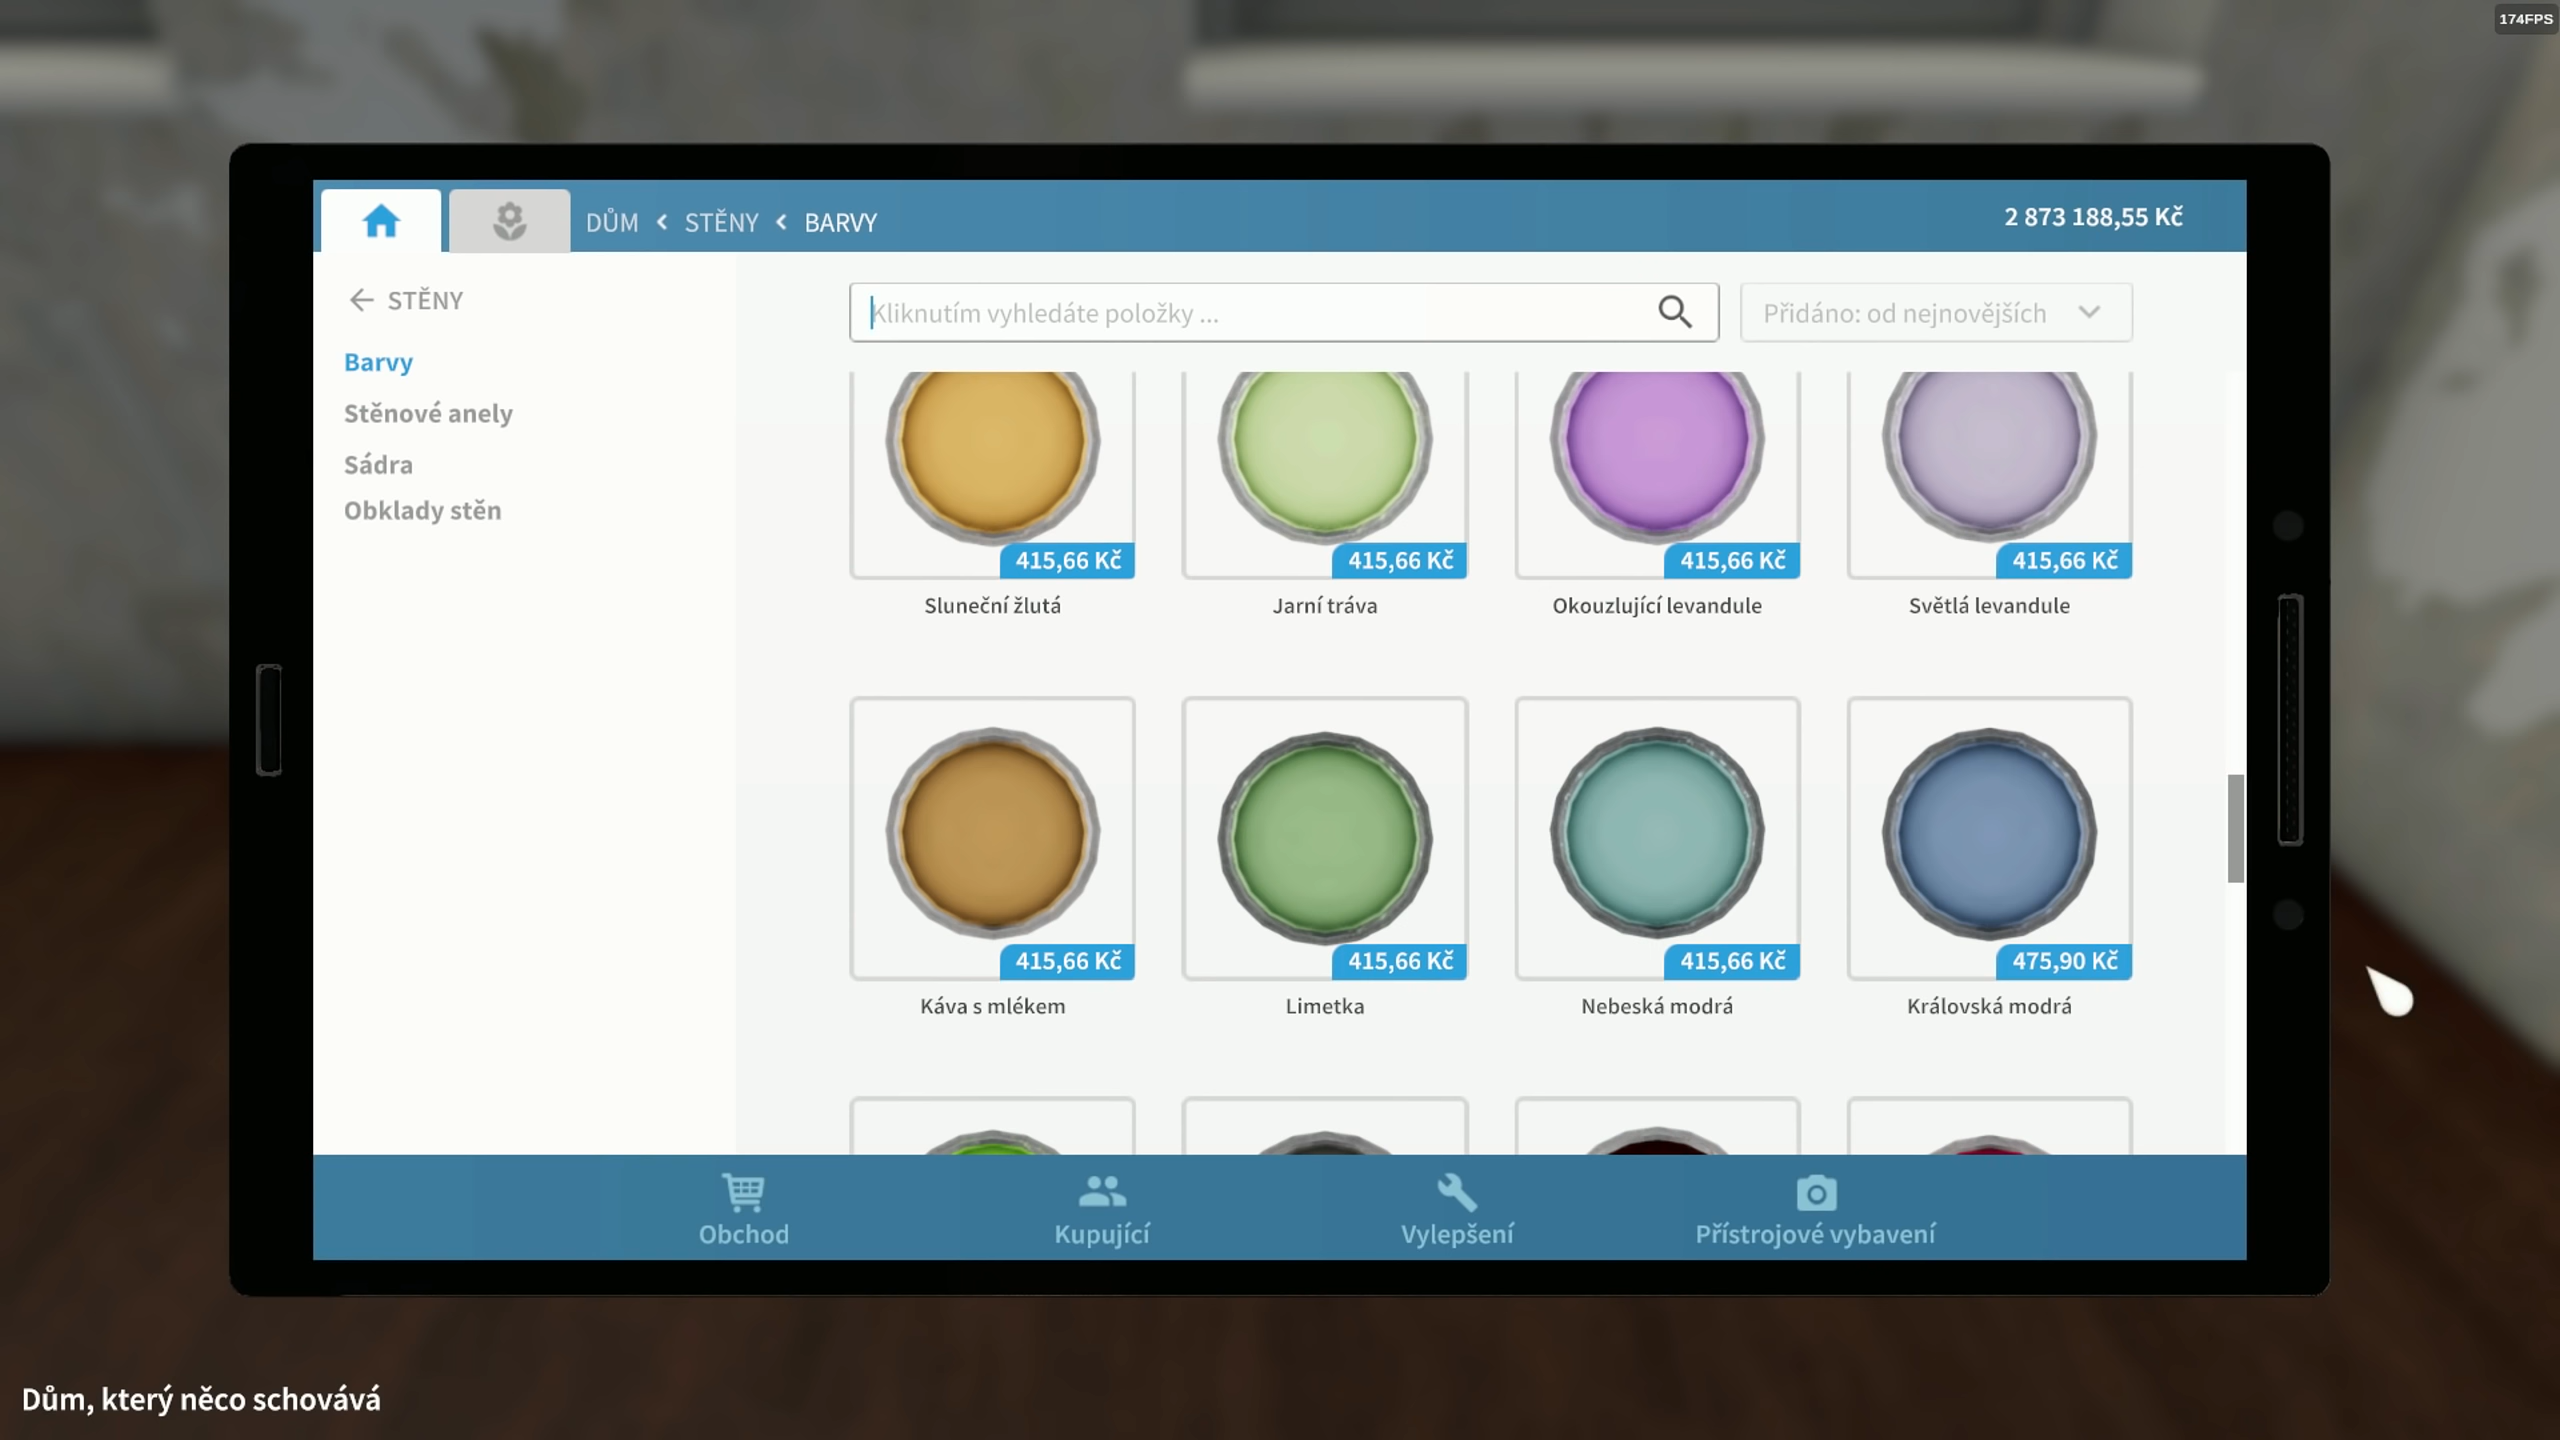 174FPS
DŮM < STĚNY < BARVY
2 873 188,55 Kč
STĚNY
Kliknutím vyhledáte položky ...
Přidáno: od nejnovějších
Barvy
Stěnové anely
Sádra
Obklady stěn
415,66 Kč
415,66 Kč
415,66 Kč
415,66 Kč
Sluneční žlutá
Jarní tráva
Okouzlující levandule
Světlá levandule
415,66 Kč
415,66 Kč
415,66 Kč
475,90 Kč
Káva s mlékem
Limetka
Nebeská modrá
Královská modrá
Obchod
Kupující
Vylepšení
Přístrojové vybavení
Dům, který něco schovává